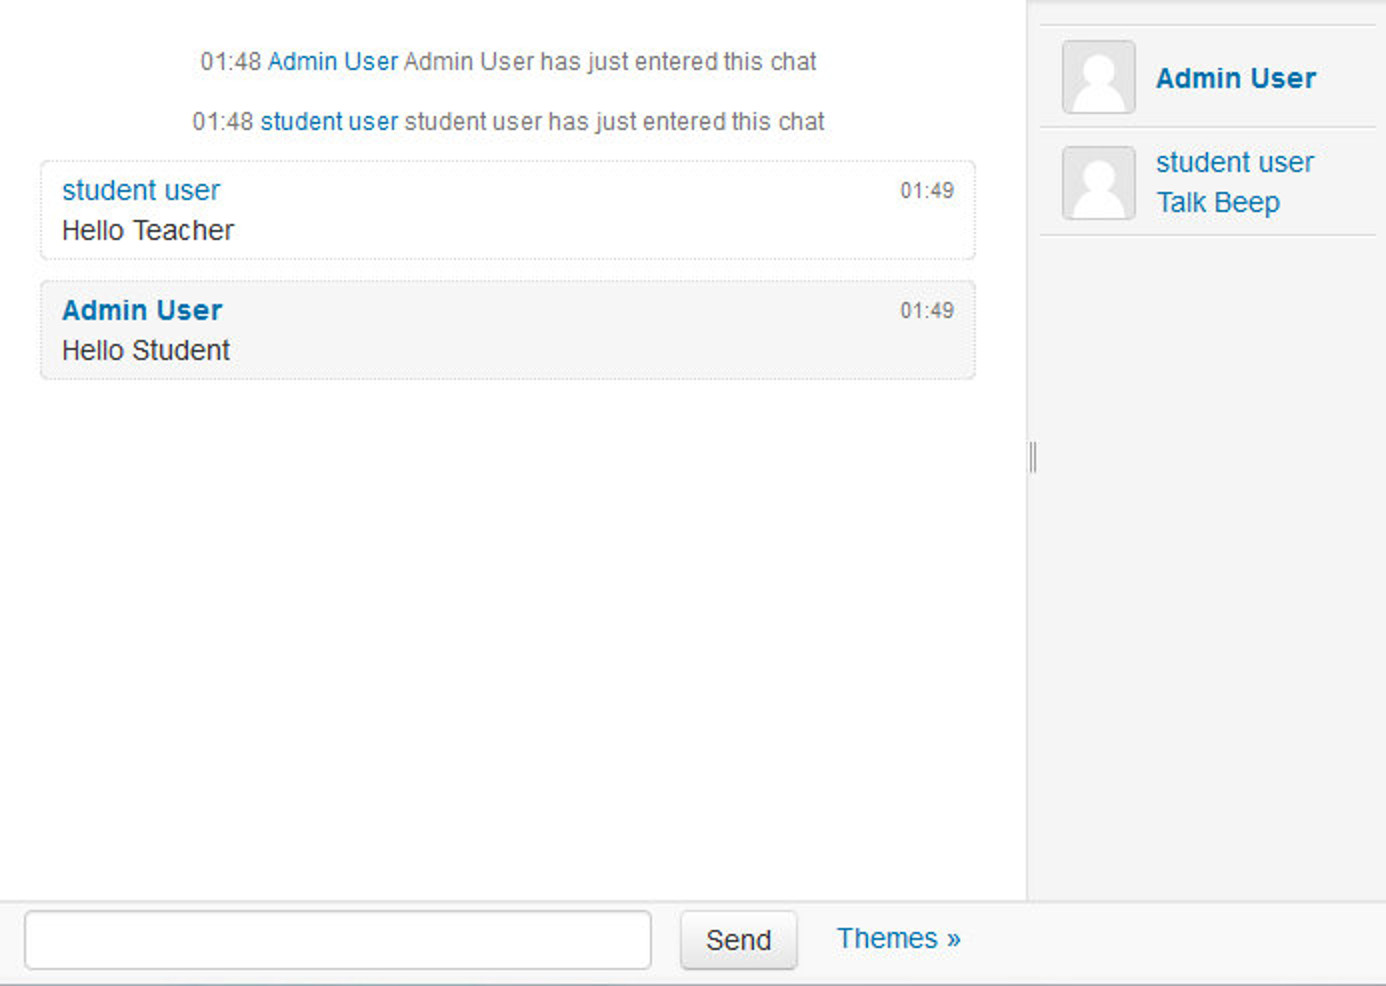 01:48 Admin User Admin User has just entered this chat
01:48 student user student user has just entered this chat
student user 01:49
Hello Teacher
Admin User 01:49
Hello Student
Admin User
student user
Talk Beep
Send Themes »